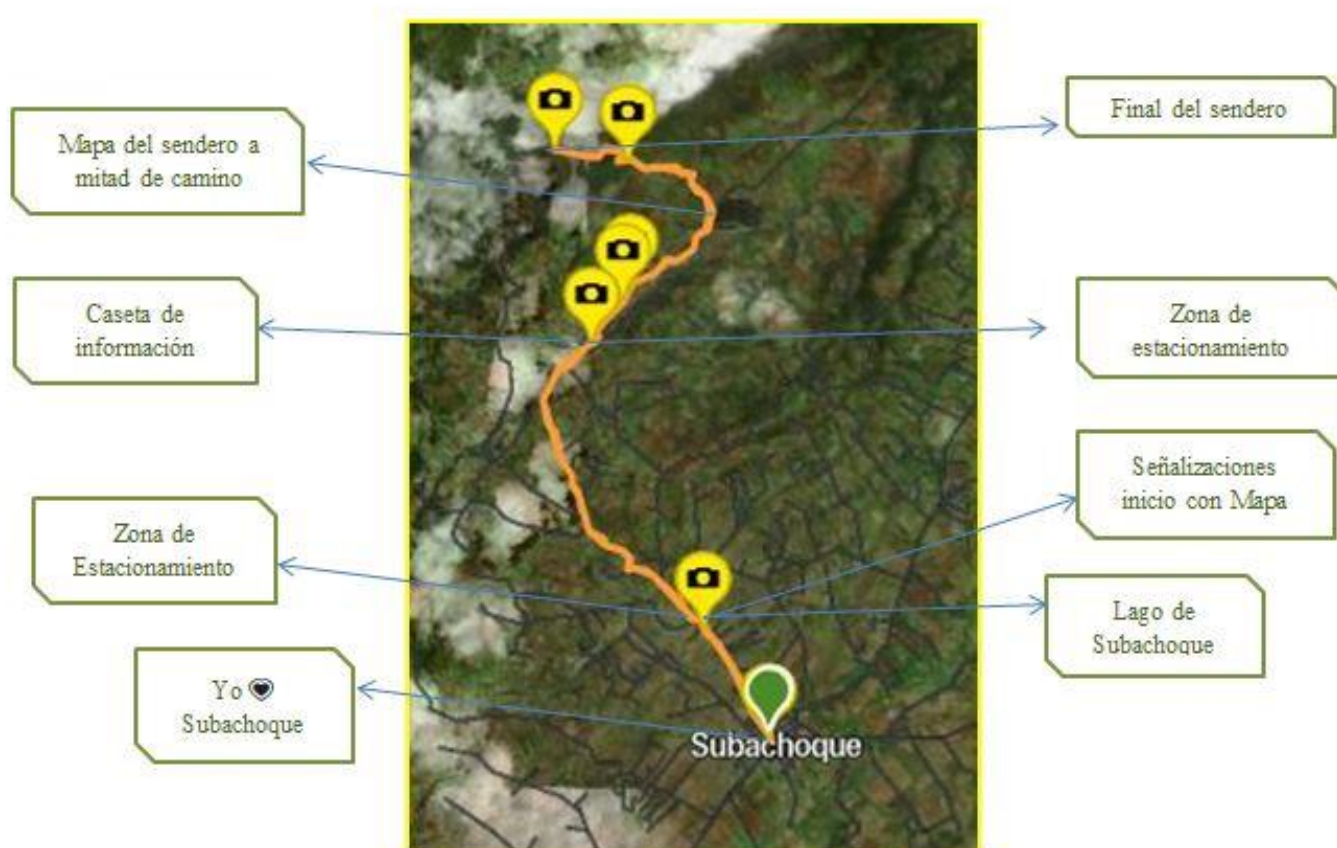 Mapa del sendero a
mitad de camino
Final del sendero
Caseta de
información
Zona de
estacionamiento
Señalizaciones
inicio con Mapa
Zona de
Estacionamiento
Lago de
Subachoque
Yo 🖤
Subachoque
Subachoque